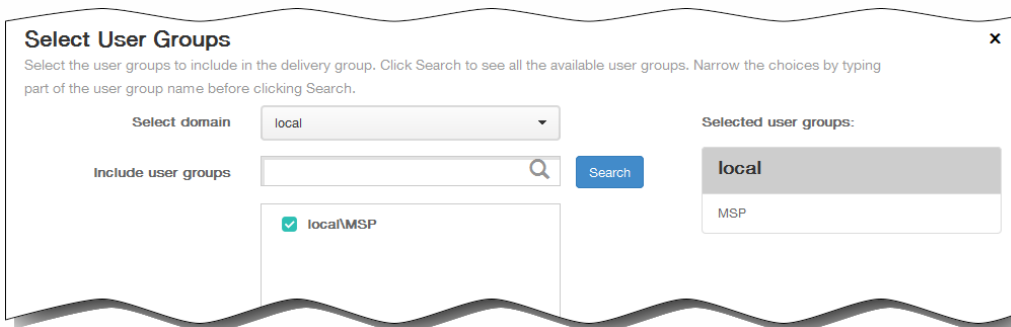 Select User Groups
×
Select the user groups to include in the delivery group. Click Search to see all the available user groups. Narrow the choices by typing
part of the user group name before clicking Search.
Select domain
local
Selected user groups:
Include user groups
Search
local
local\MSP
MSP